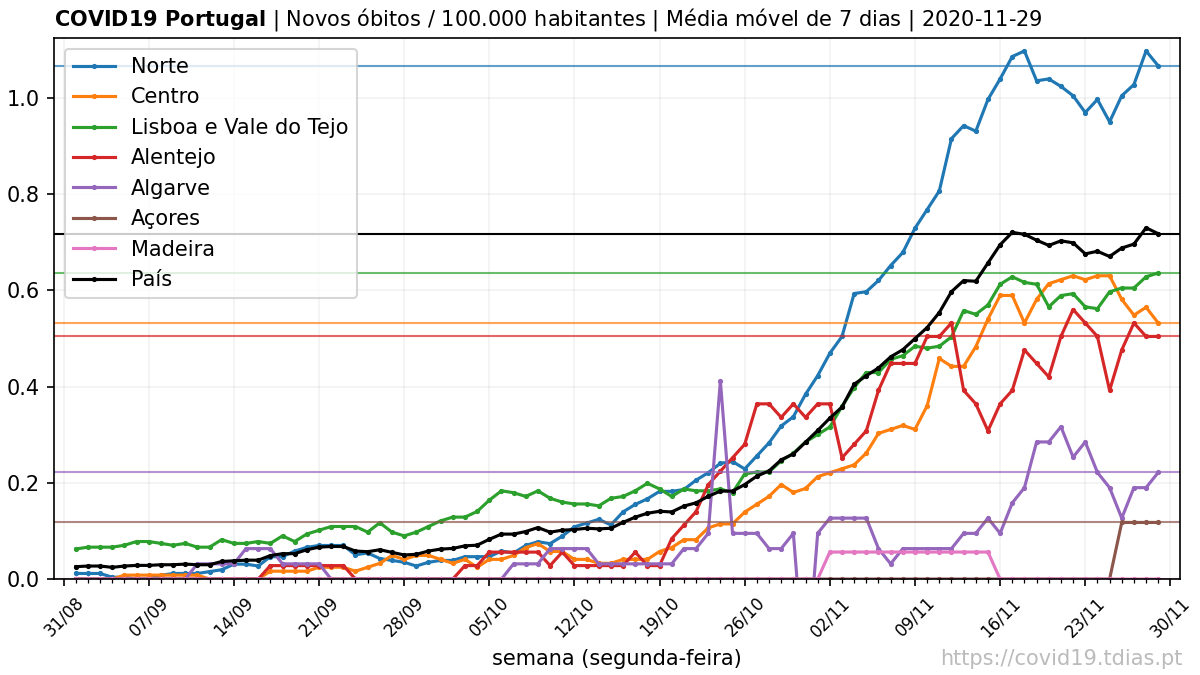 COVID19 Portugal | Novos óbitos / 100.000 habitantes | Média móvel de 7 dias | 2020-11-29
Norte
Centro
Lisboa e Vale do Tejo
Alentejo
Algarve
Açores
Madeira
País
1.0
0.8
0.6
0.4
0.2
0.0
31/08 07/09 14/09 21/09 28/09 05/10 12/10 19/10 26/10 02/11 09/11 16/11 23/11 30/11
semana (segunda-feira)
https://covid19.tdias.pt